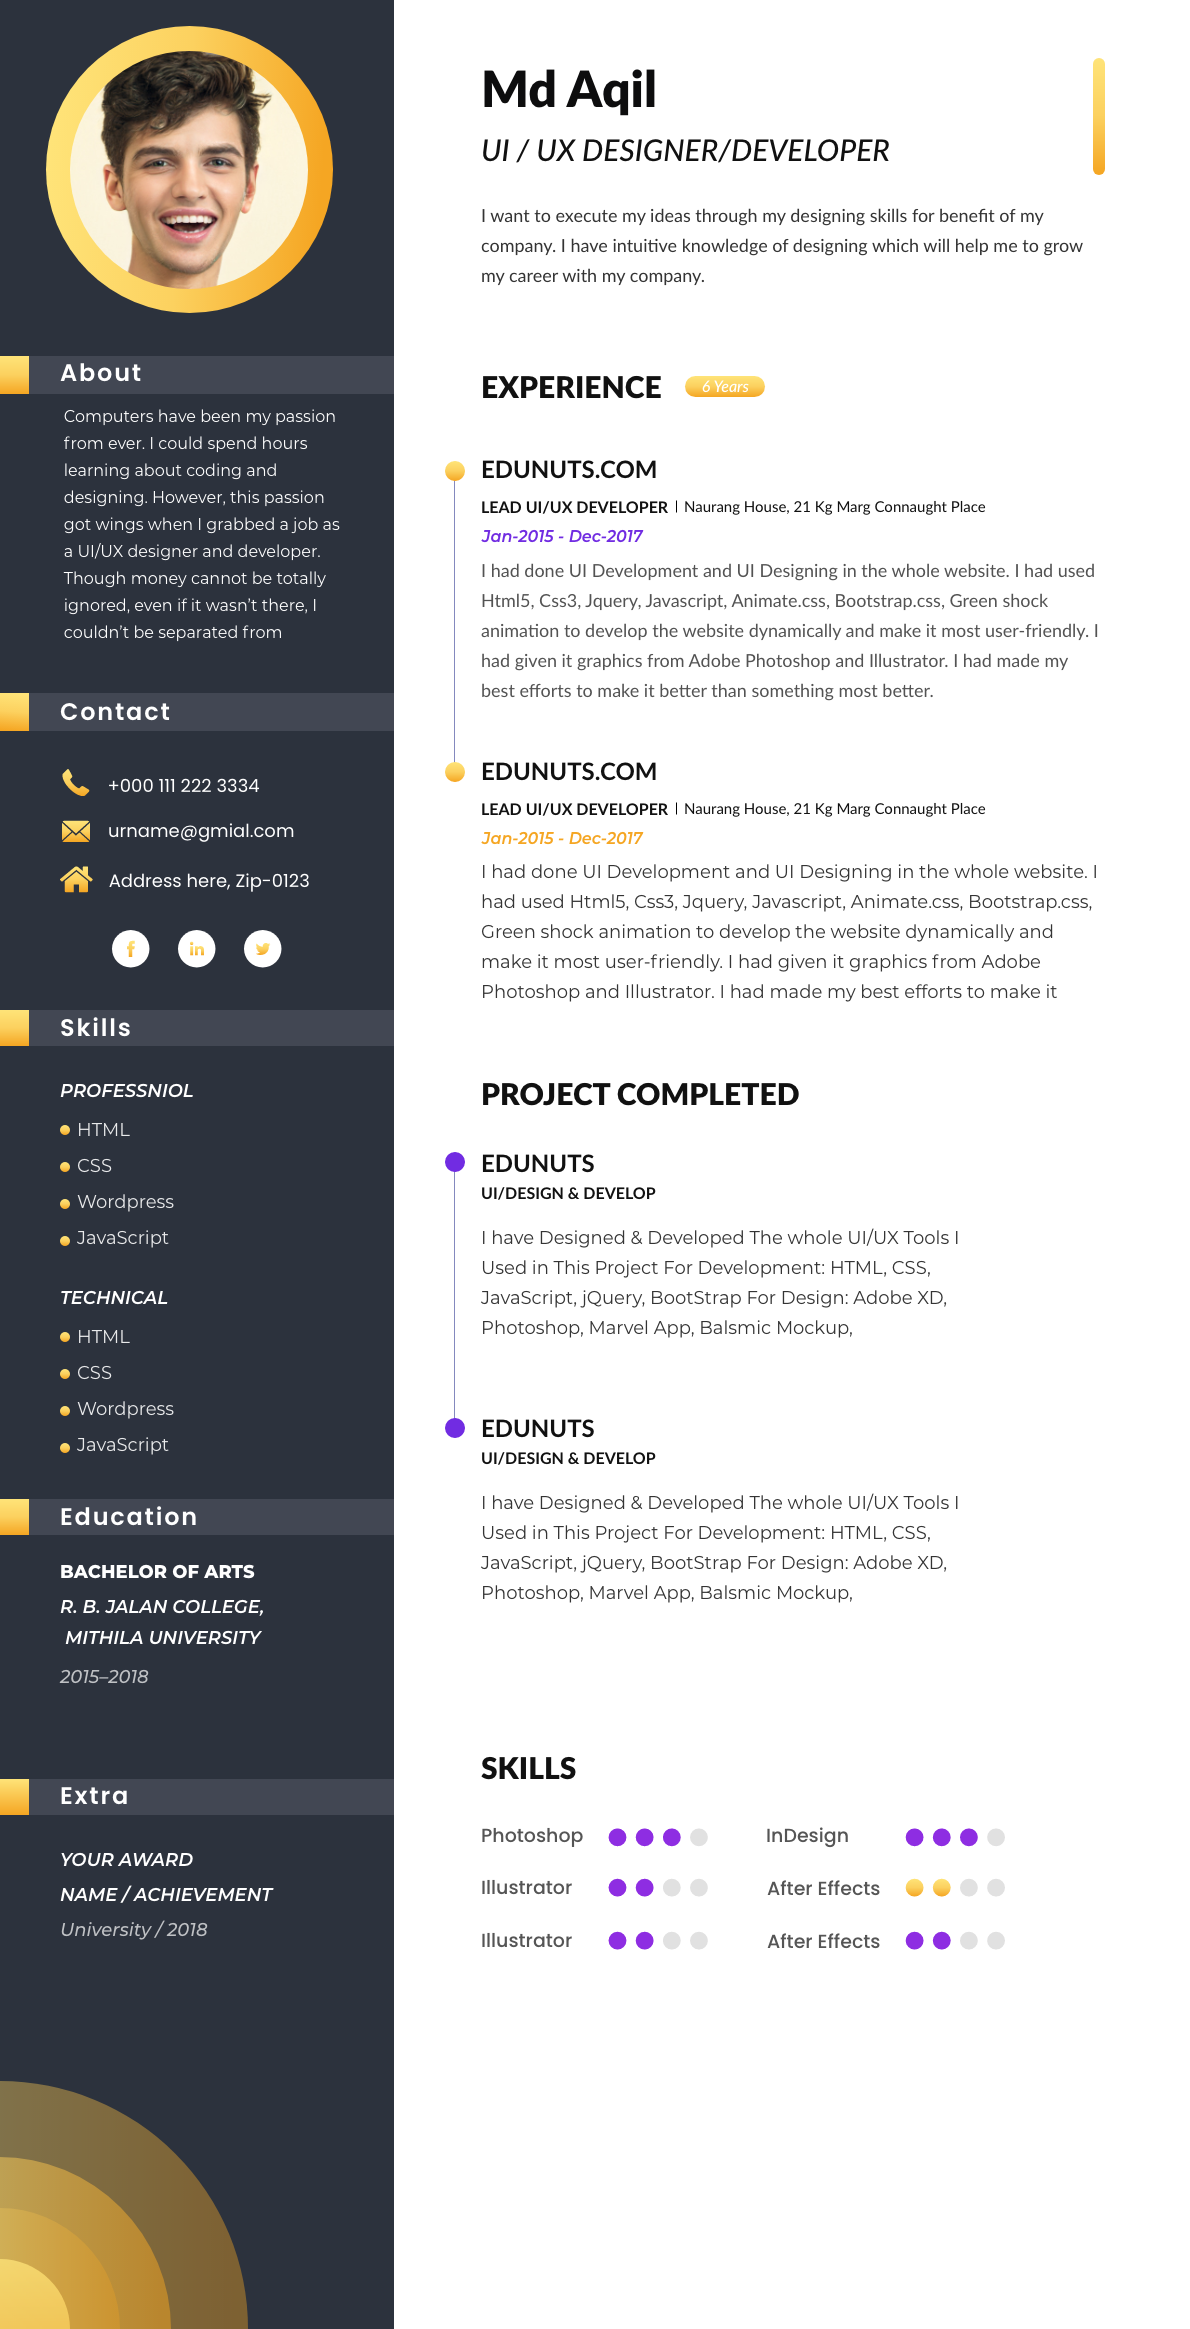 Md Aqil
UI / UX DESIGNER/DEVELOPER
I want to execute my ideas through my designing skills for benefit of my
company. I have intuitive knowledge of designing which will help me to grow
my career with my company.
About
Computers have been my passion
from ever. I could spend hours
learning about coding and
designing. However, this passion
got wings when I grabbed a job as
a UI/UX designer and developer.
Though money cannot be totally
ignored, even if it wasn't there, I
couldn't be separated from
Contact
+000 111 222 3334
urname@gmial.com
Address here, Zip-0123
f
in
Skills
PROFESSNIOL
HTML
CSS
Wordpress
JavaScript
TECHNICAL
HTML
CSS
Wordpress
JavaScript
Education
BACHELOR OF ARTS
R. B. JALAN COLLEGE,
MITHILA UNIVERSITY
2015–2018
Extra
YOUR AWARD
NAME / ACHIEVEMENT
University / 2018
EXPERIENCE 6 Years
EDUNUTS.COM
LEAD UI/UX DEVELOPER | Naurang House, 21 Kg Marg Connaught Place
Jan-2015 - Dec-2017
I had done UI Development and UI Designing in the whole website. I had used
Html5, Css3, Jquery, Javascript, Animate.css, Bootstrap.css, Green shock
animation to develop the website dynamically and make it most user-friendly. I
had given it graphics from Adobe Photoshop and Illustrator. I had made my
best efforts to make it better than something most better.
EDUNUTS.COM
LEAD UI/UX DEVELOPER | Naurang House, 21 Kg Marg Connaught Place
Jan-2015 - Dec-2017
I had done UI Development and UI Designing in the whole website. I
had used Html5, Css3, Jquery, Javascript, Animate.css, Bootstrap.css,
Green shock animation to develop the website dynamically and
make it most user-friendly. I had given it graphics from Adobe
Photoshop and Illustrator. I had made my best efforts to make it
PROJECT COMPLETED
EDUNUTS
UI/DESIGN & DEVELOP
I have Designed & Developed The whole UI/UX Tools I
Used in This Project For Development: HTML, CSS,
JavaScript, jQuery, BootStrap For Design: Adobe XD,
Photoshop, Marvel App, Balsmic Mockup,
EDUNUTS
UI/DESIGN & DEVELOP
I have Designed & Developed The whole UI/UX Tools I
Used in This Project For Development: HTML, CSS,
JavaScript, jQuery, BootStrap For Design: Adobe XD,
Photoshop, Marvel App, Balsmic Mockup,
SKILLS
Photoshop InDesign
Illustrator After Effects
Illustrator After Effects